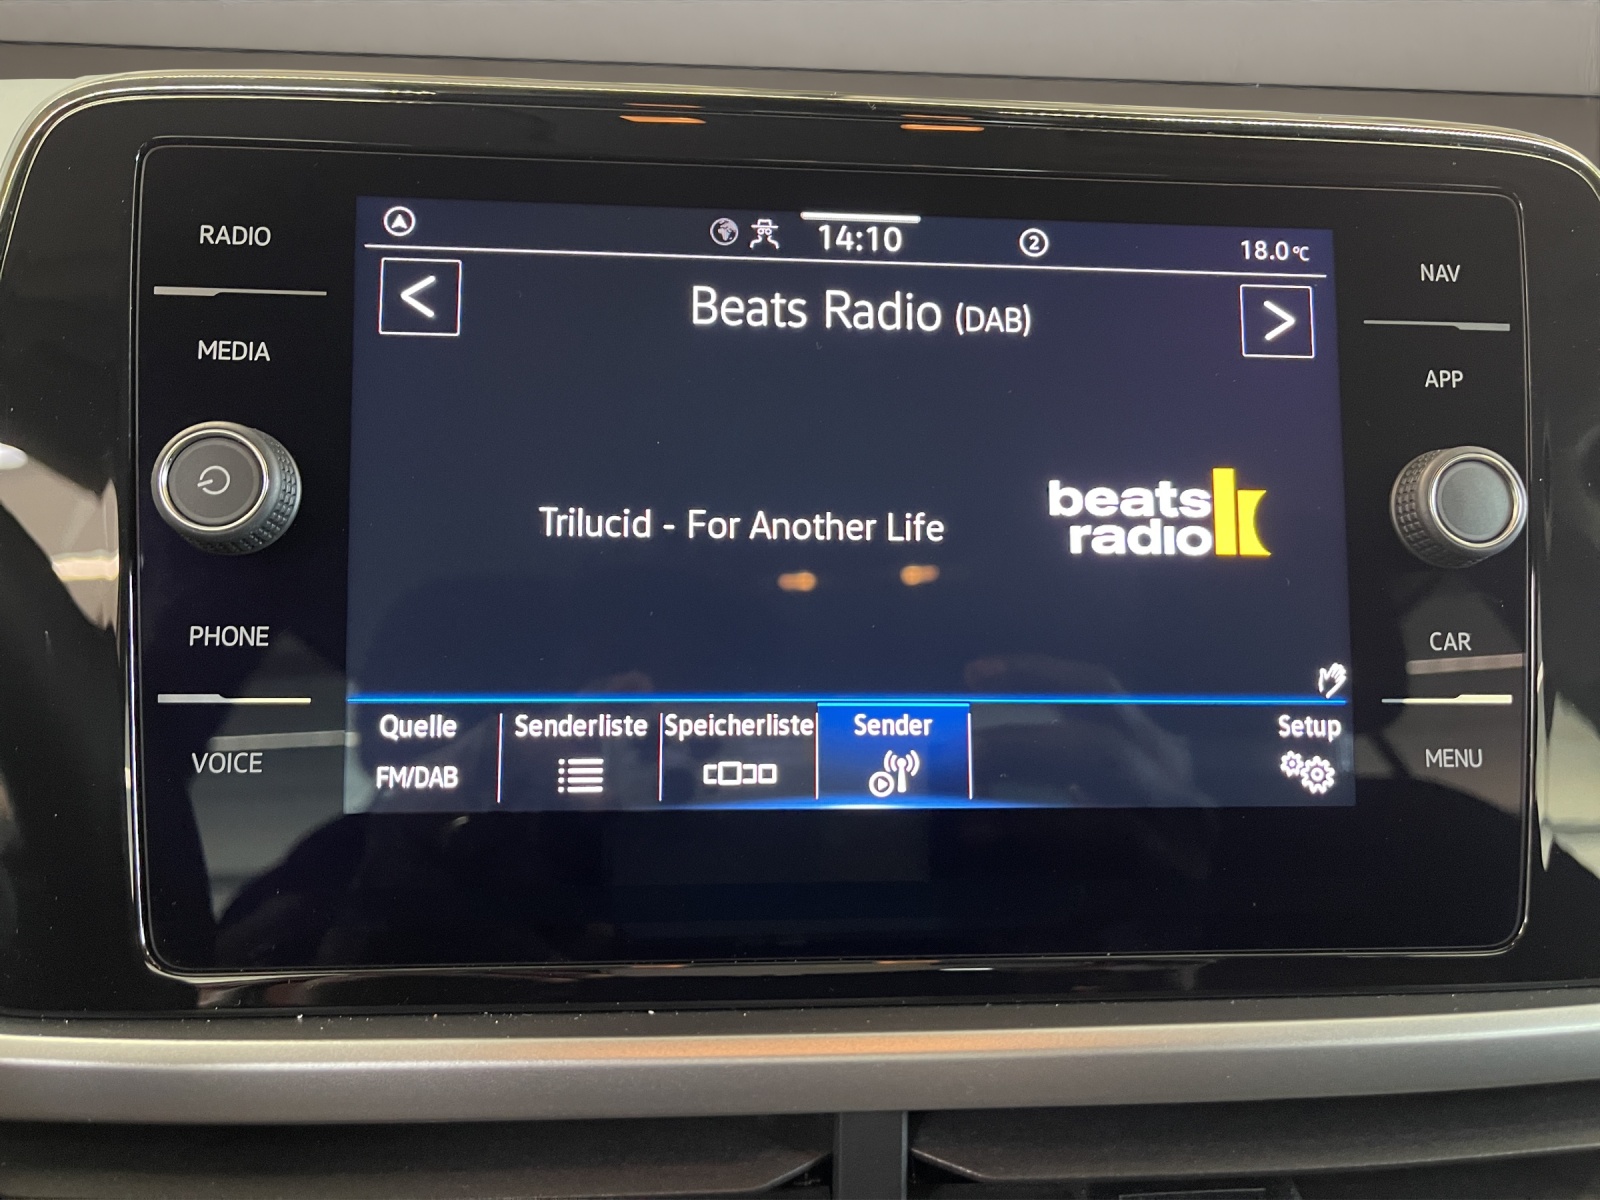 RADIO
MEDIA
PHONE
VOICE
14:10
2
18.0°C
<
Beats Radio (DAB)
>
Trilucid - For Another Life
beats
radio
Quelle
FM/DAB
Senderliste
Speicherliste
Sender
Setup
NAV
APP
CAR
MENU